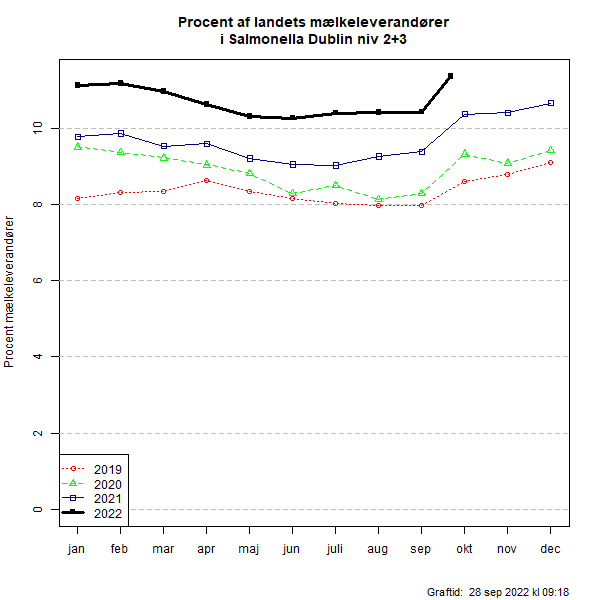 Procent af landets mælkeleverandører
i Salmonella Dublin niv 2+3
Procent mælkeleverandører
10
8
6
4
2
0
2019
2020
2021
2022
jan feb mar apr maj jun juli aug sep okt nov dec
Graftid: 28 sep 2022 kl 09:18